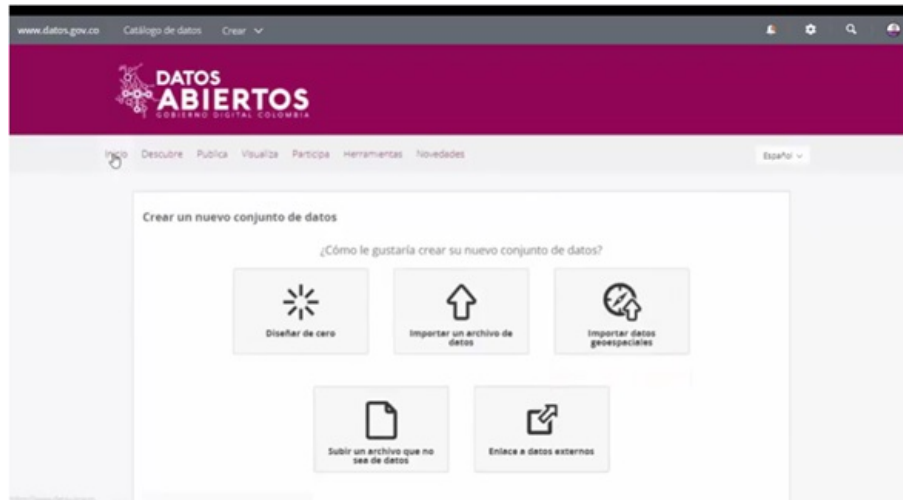 www.datos.gov.co Catálogo de datos Crear
DATOS
ABIERTOS
GOBIERNO DIGITAL COLOMBIA
Inicio Descubre Publica Visualiza Participa Herramientas Novedades Español
Crear un nuevo conjunto de datos
¿Cómo le gustaría crear su nuevo conjunto de datos?
Diseñar de cero
Importar un archivo de
datos
Importar datos
geoespaciales
Subir un archivo que no
sea de datos
Enlace a datos externos